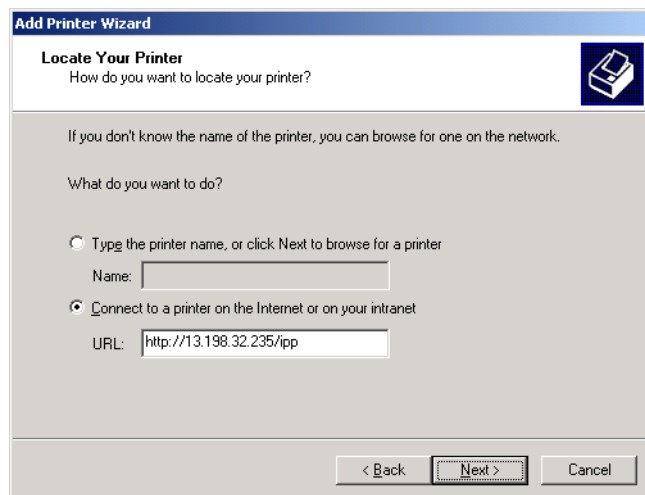 Add Printer Wizard
Locate Your Printer
How do you want to locate your printer?
If you don't know the name of the printer, you can browse for one on the network.
What do you want to do?
Type the printer name, or click Next to browse for a printer
Name:
Connect to a printer on the Internet or on your intranet
URL: http://13.198.32.235/ipp
< Back Next > Cancel